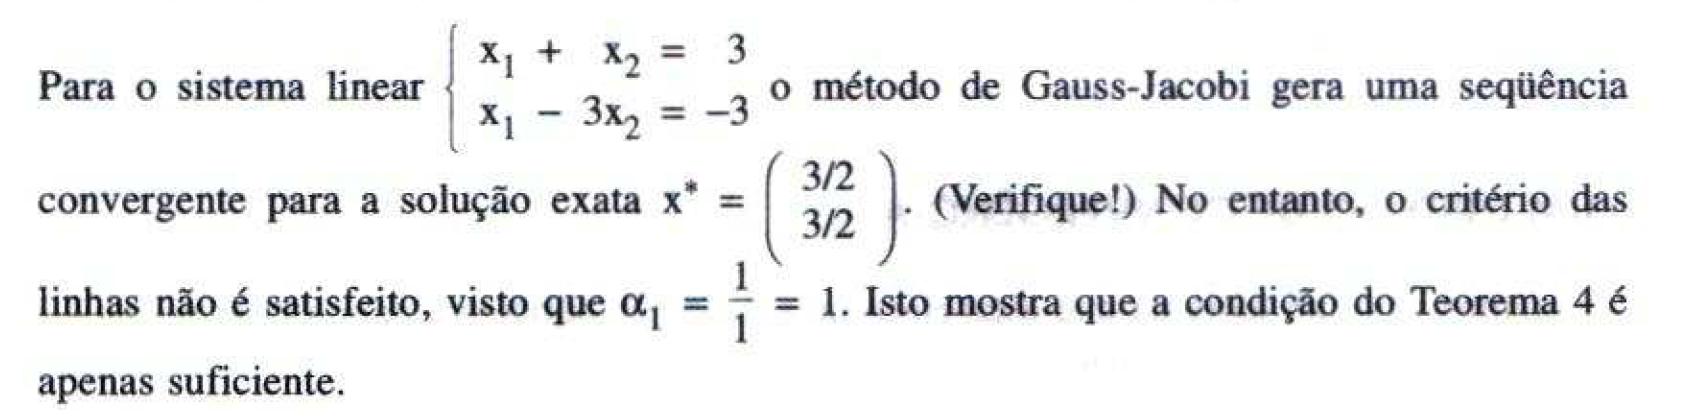 Para o sistema linear { x₁ + x₂ = 3
x₁ − 3x₂ = −3 o método de Gauss-Jacobi gera uma seqüência
convergente para a solução exata x* = ( 3/2
3/2 ). (Verifique!) No entanto, o critério das
linhas não é satisfeito, visto que α₁ = 1/1 = 1. Isto mostra que a condição do Teorema 4 é
apenas suficiente.